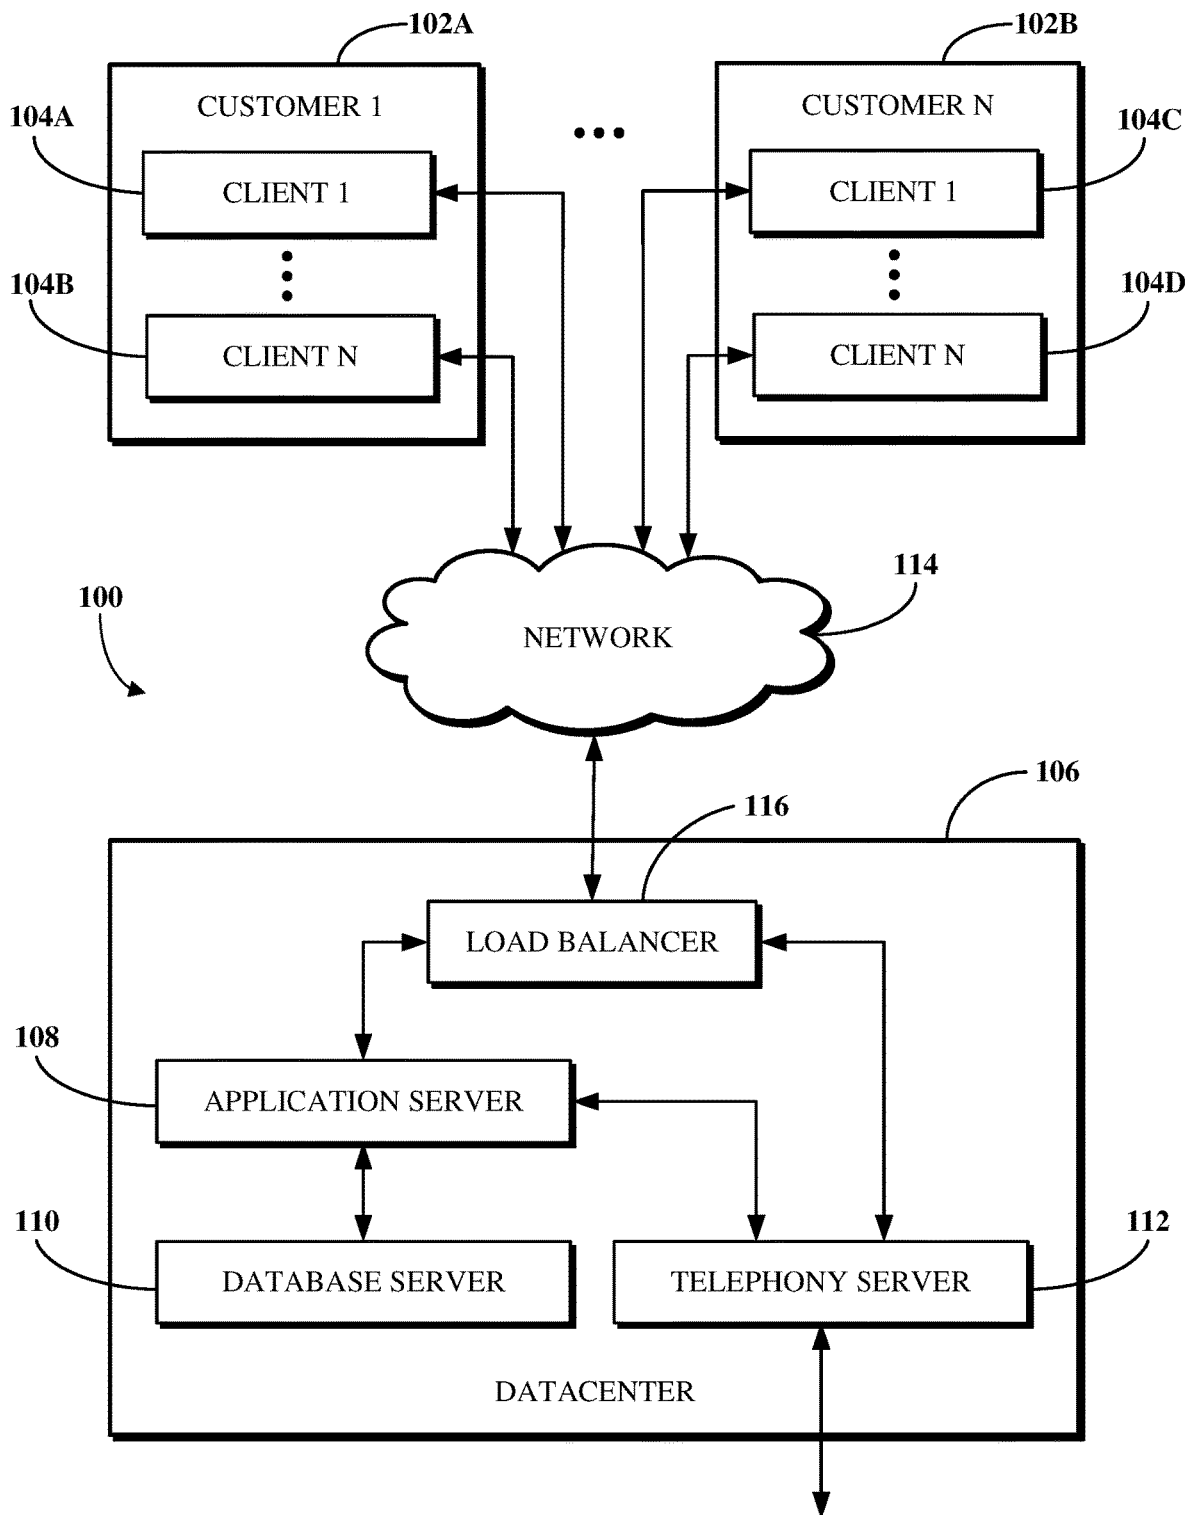 102A
102B
CUSTOMER 1
CUSTOMER N
104A
104C
CLIENT 1
CLIENT 1
104B
104D
CLIENT N
CLIENT N
100
114
NETWORK
106
116
LOAD BALANCER
108
APPLICATION SERVER
110
112
DATABASE SERVER
TELEPHONY SERVER
DATACENTER